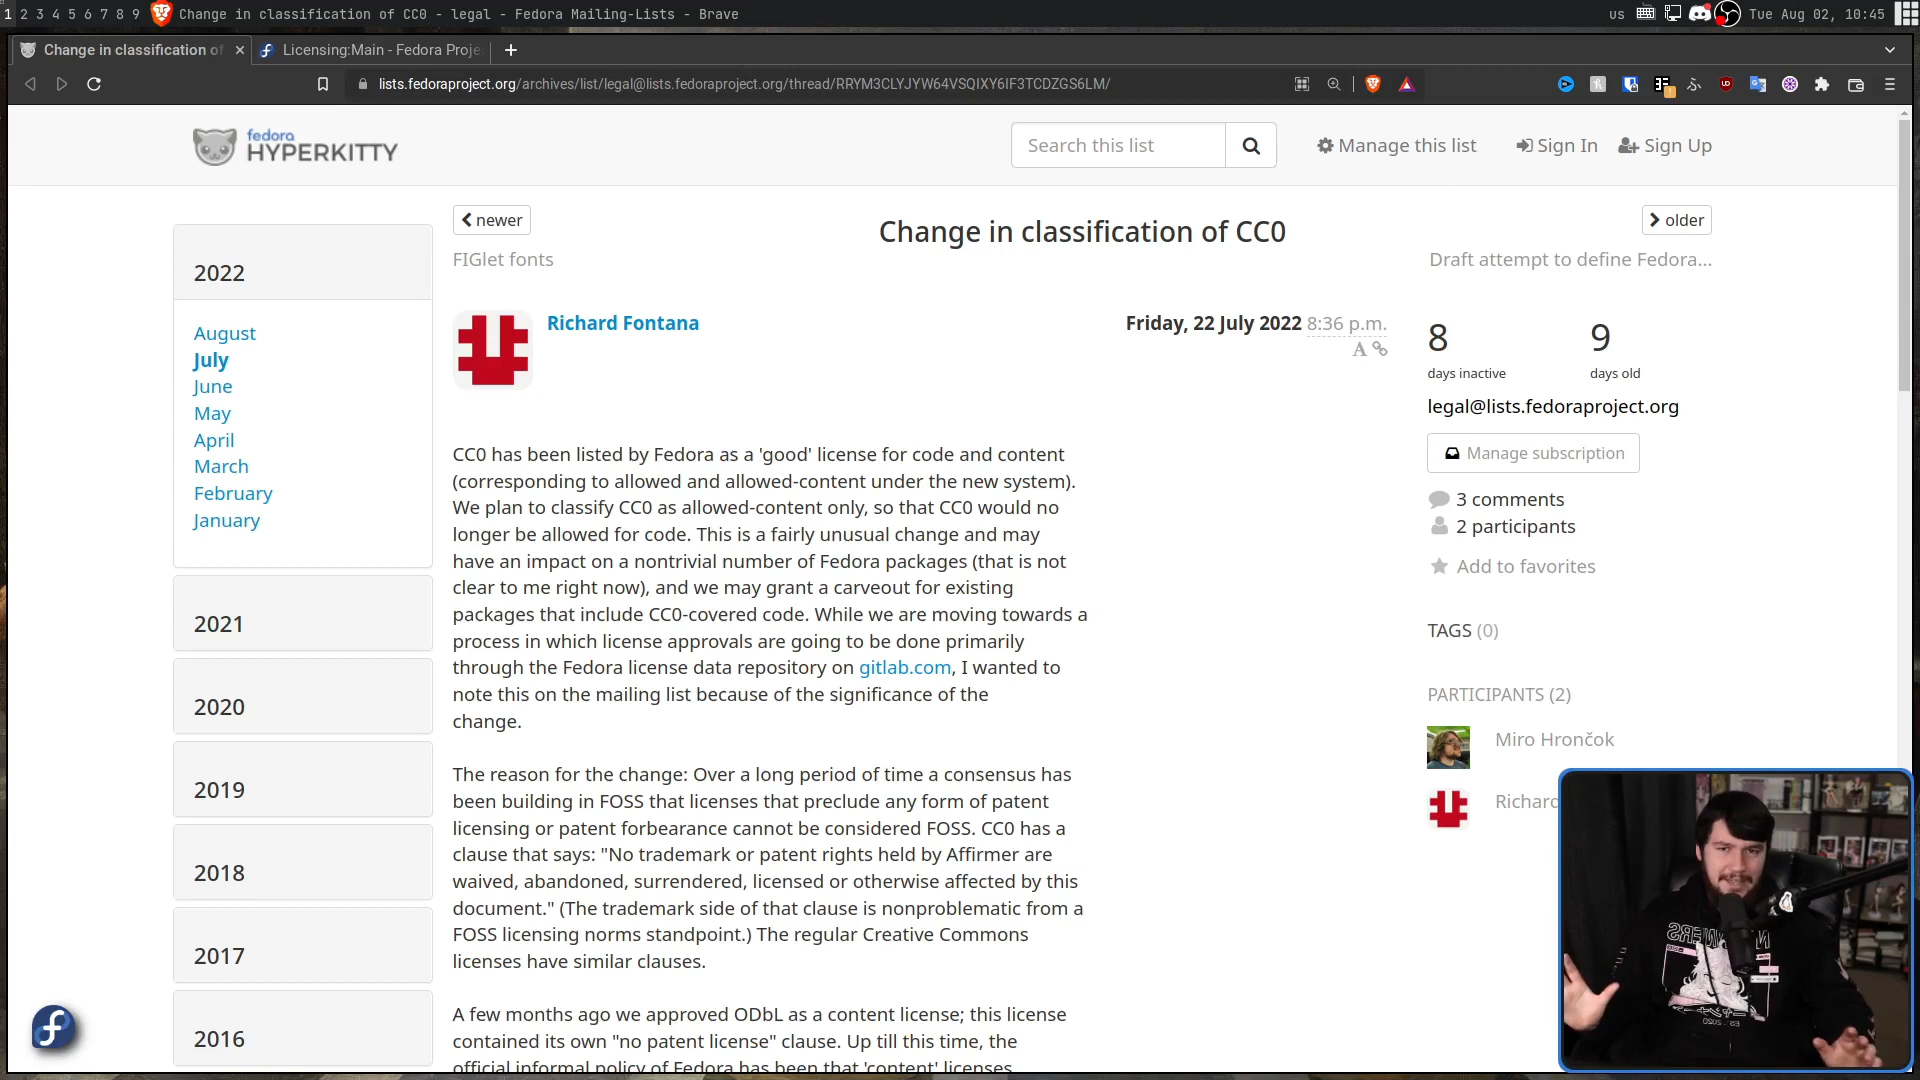 1 2 3 4 5 6 7 8 9 Change in classification of CC0 - legal - Fedora Mailing-Lists - Brave
us Tue Aug 02, 10:45
Change in classification of
Licensing:Main - Fedora Proje
lists.fedoraproject.org/archives/list/legal@lists.fedoraproject.org/thread/RRYM3CLYJYW64VSQIXY6IF3TCDZGS6LM/
fedora
HYPERKITTY
Search this list
Manage this list
Sign In
Sign Up
newer
Change in classification of CC0
older
FIGlet fonts
Draft attempt to define Fedora...
2022
August
July
June
May
April
March
February
January
2021
2020
2019
2018
2017
2016
Richard Fontana
Friday, 22 July 2022 8:36 p.m.
CC0 has been listed by Fedora as a 'good' license for code and content
(corresponding to allowed and allowed-content under the new system).
We plan to classify CC0 as allowed-content only, so that CC0 would no
longer be allowed for code. This is a fairly unusual change and may
have an impact on a nontrivial number of Fedora packages (that is not
clear to me right now), and we may grant a carveout for existing
packages that include CC0-covered code. While we are moving towards a
process in which license approvals are going to be done primarily
through the Fedora license data repository on gitlab.com, I wanted to
note this on the mailing list because of the significance of the
change.
The reason for the change: Over a long period of time a consensus has
been building in FOSS that licenses that preclude any form of patent
licensing or patent forbearance cannot be considered FOSS. CC0 has a
clause that says: "No trademark or patent rights held by Affirmer are
waived, abandoned, surrendered, licensed or otherwise affected by this
document." (The trademark side of that clause is nonproblematic from a
FOSS licensing norms standpoint.) The regular Creative Commons
licenses have similar clauses.
A few months ago we approved ODbL as a content license; this license
contained its own "no patent license" clause. Up till this time, the
official informal policy of Fedora has been that 'content' licenses
8
days inactive
9
days old
legal@lists.fedoraproject.org
Manage subscription
3 comments
2 participants
Add to favorites
TAGS (0)
PARTICIPANTS (2)
Miro Hrončok
Richard